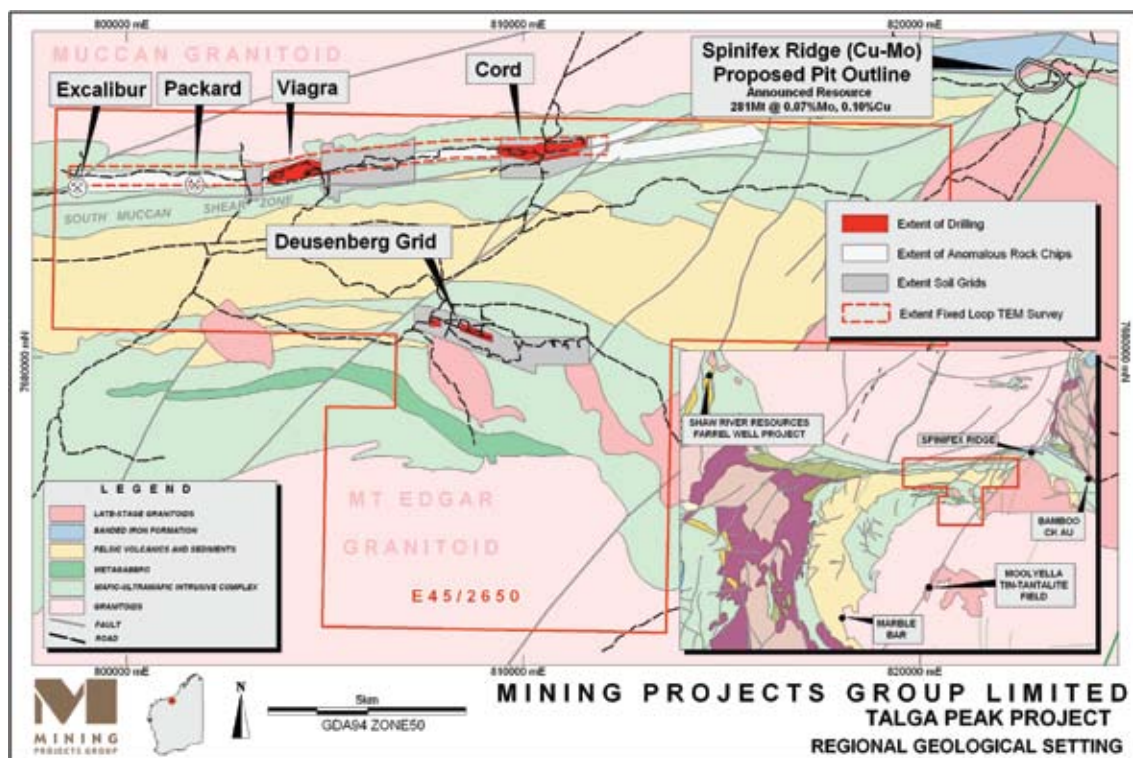 800000 mE
810000 mE
820000 mE
MUCCAN GRANITOID
Excalibur
Packard
Viagra
Cord
Spinifex Ridge (Cu-Mo)
Proposed Pit Outline
Announced Resource
281Mt @ 0.07%Mo, 0.10%Cu
SOUTH MUCCAN SHEAR ZONE
Deusenberg Grid
Extent of Drilling
Extent of Anomalous Rock Chips
Extent Soil Grids
Extent Fixed Loop TEM Survey
7680000 mN
7680000 mN
SHAW RIVER RESOURCES
FARREL WELL PROJECT
SPINIFEX RIDGE
BAMBOO
CK AU
MOOLYELLA
TIN-TANTALITE
FIELD
MARBLE
BAR
MT EDGAR
GRANITOID
E45/2650
LEGEND
LATE-STAGE GRANITOIDS
BANDED IRON FORMATION
FELSIC VOLCANICS AND SEDIMENTS
METAGABBRO
MAFIC-ULTRAMAFIC INTRUSIVE COMPLEX
GRANITOIDS
FAULT
ROAD
800000 mE
810000 mE
820000 mE
M
MINING
PROJECTS GROUP
N
5km
GDA94 ZONE50
MINING PROJECTS GROUP LIMITED
TALGA PEAK PROJECT
REGIONAL GEOLOGICAL SETTING